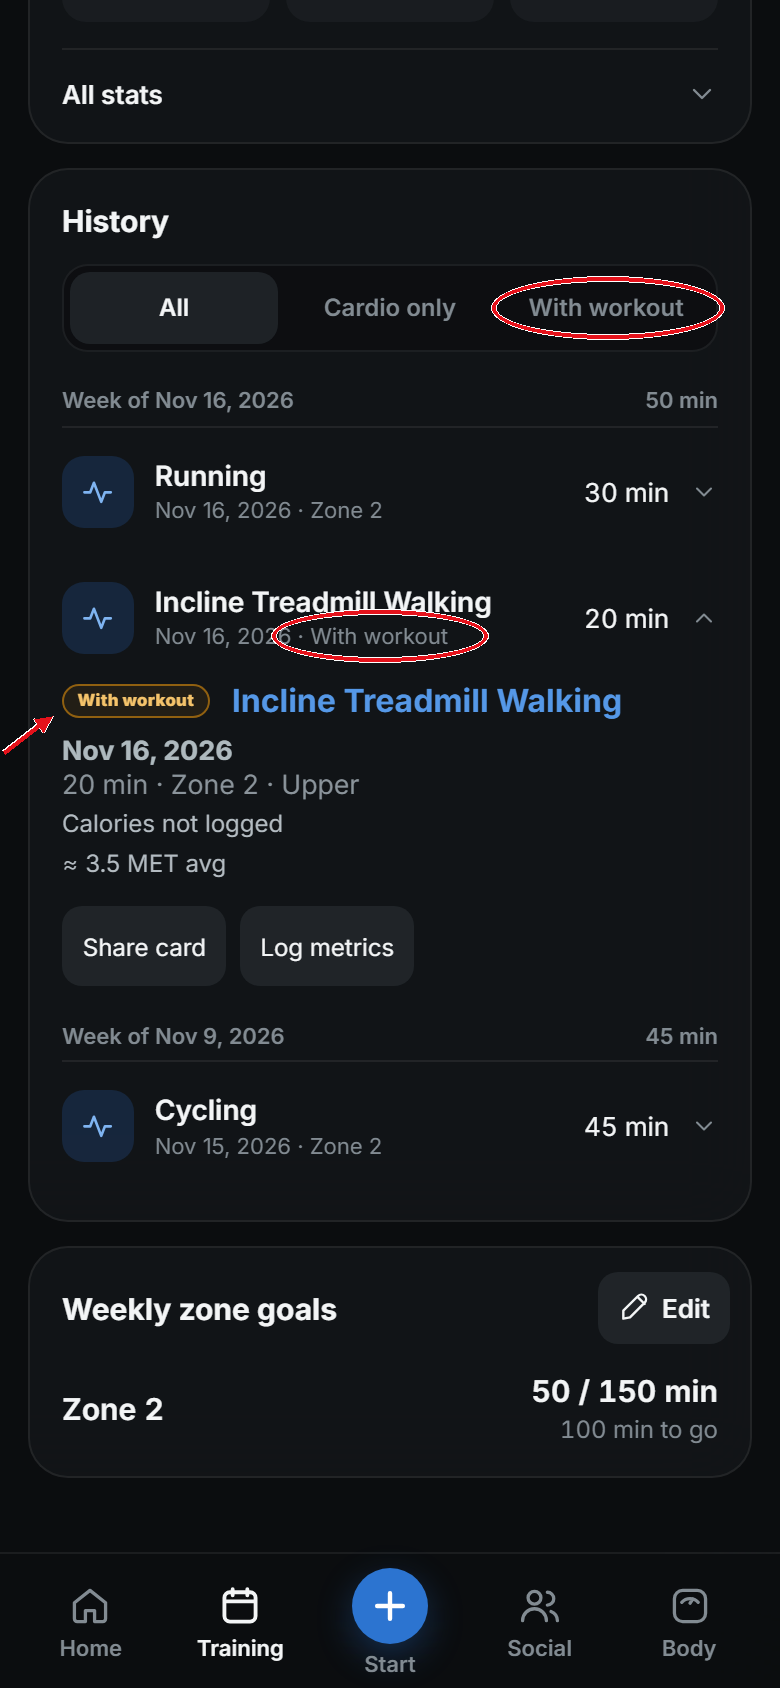 All stats
History
All
Cardio only
With workout
Week of Nov 16, 2026
50 min
Running
Nov 16, 2026 · Zone 2
30 min
Incline Treadmill Walking
Nov 16, 2026 · With workout
20 min
With workout
Incline Treadmill Walking
Nov 16, 2026
20 min · Zone 2 · Upper
Calories not logged
≈ 3.5 MET avg
Share card
Log metrics
Week of Nov 9, 2026
45 min
Cycling
Nov 15, 2026 · Zone 2
45 min
Weekly zone goals
Edit
Zone 2
50 / 150 min
100 min to go
Home
Training
Start
Social
Body